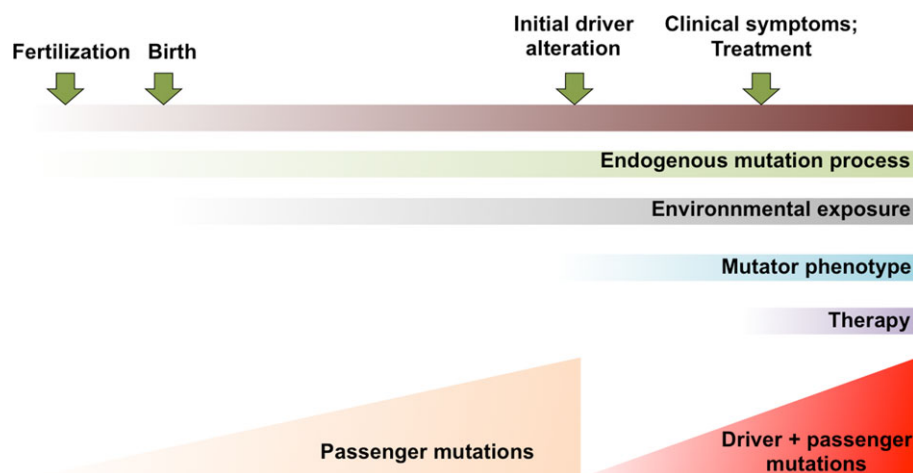 Fertilization
Birth
Initial driver
alteration
Clinical symptoms;
Treatment
Endogenous mutation process
Environnmental exposure
Mutator phenotype
Therapy
Passenger mutations
Driver + passenger
mutations